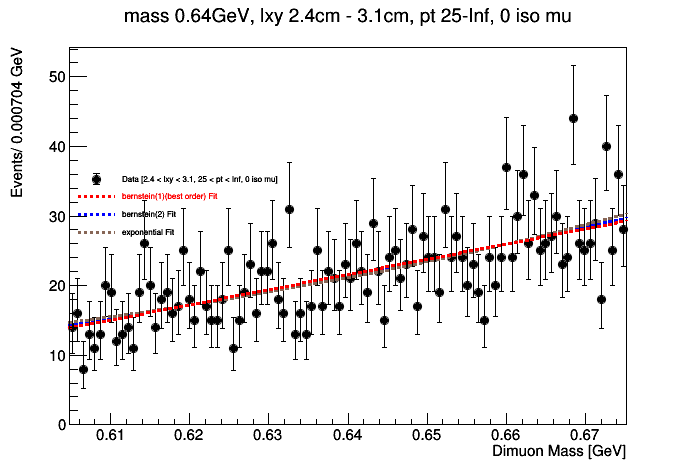 mass 0.64GeV, lxy 2.4cm - 3.1cm, pt 25-Inf, 0 iso mu
Events/ 0.000704 GeV
50
40
30
20
10
0
Data [2.4 < lxy < 3.1, 25 < pt < Inf, 0 iso mu]
bernstein(1)(best order) Fit
bernstein(2) Fit
exponential Fit
0.61 0.62 0.63 0.64 0.65 0.66 0.67
Dimuon Mass [GeV]